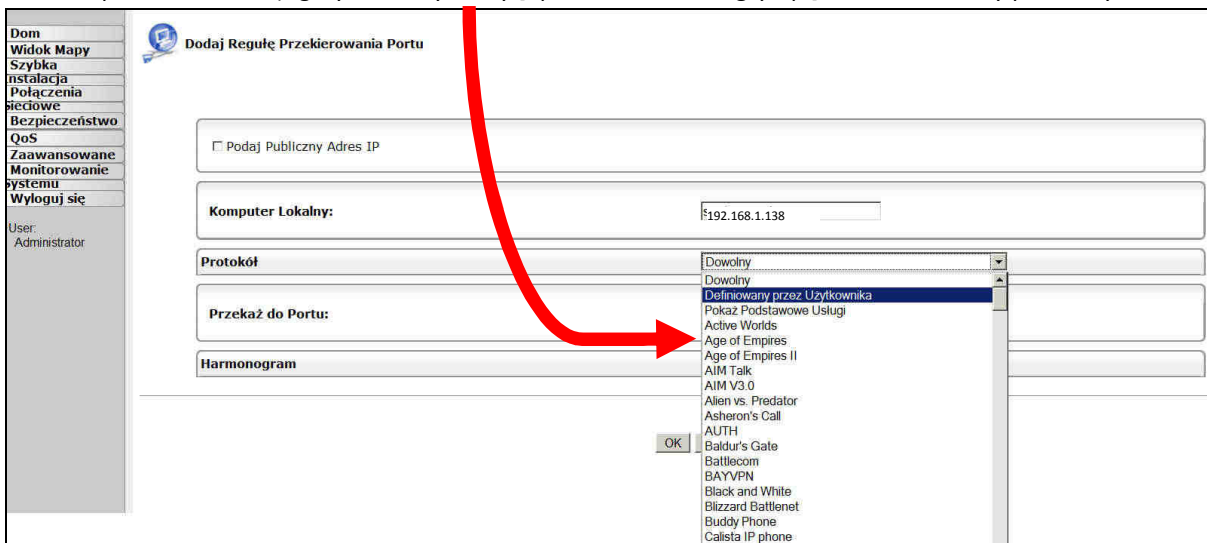 Dom
Widok Mapy
Szybka
nstalacja
Połączenia
Sieciowe
Bezpieczeństwo
QoS
Zaawansowane
Monitorowanie
Systemu
Wyloguj się
User:
Administrator
Dodaj Regułę Przekierowania Portu
Podaj Publiczny Adres IP
Komputer Lokalny:
192.168.1.138
Protokół
Dowolny
Dowolny
Definiowany przez Użytkownika
Pokaż Podstawowe Usługi
Active Worlds
Age of Empires
Age of Empires II
AIM Talk
AIM V3.0
Alien vs. Predator
Asheron's Call
AUTH
Baldur's Gate
Battlecom
BAYVPN
Black and White
Blizzard Battlenet
Buddy Phone
Calista IP phone
Przekaż do Portu:
Harmonogram
OK